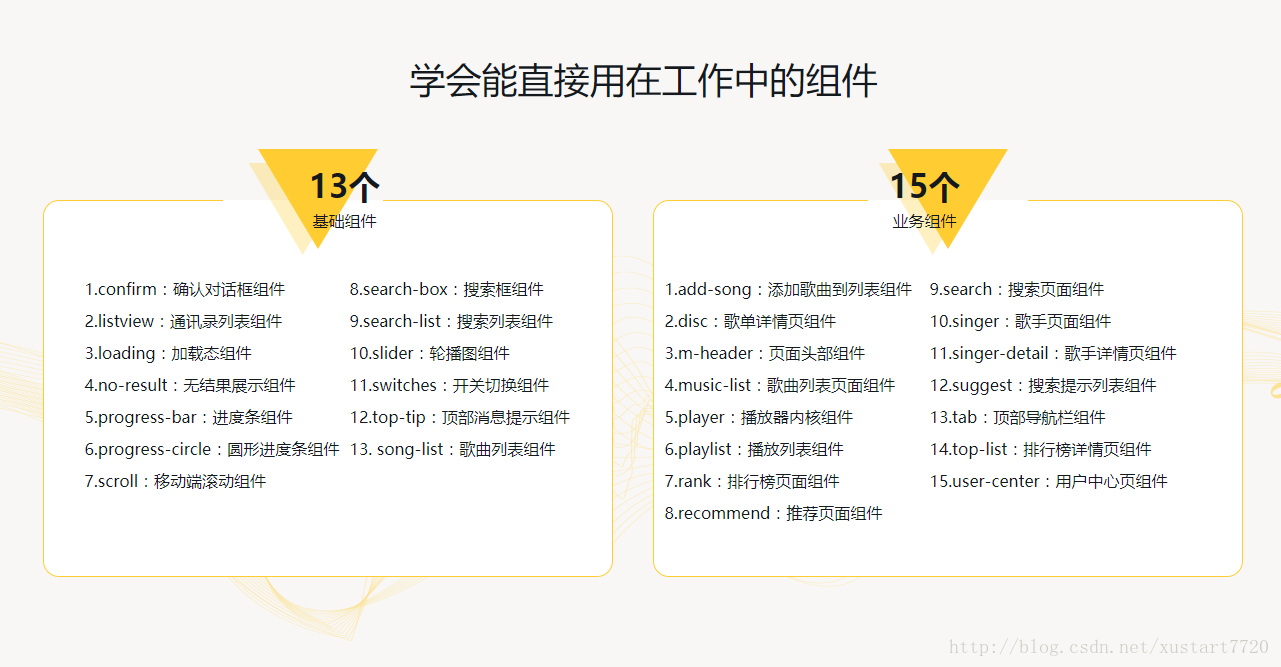 学会能直接用在工作中的组件
13个
基础组件
1.confirm：确认对话框组件
2.listview：通讯录列表组件
3.loading：加载态组件
4.no-result：无结果展示组件
5.progress-bar：进度条组件
6.progress-circle：圆形进度条组件
7.scroll：移动端滚动组件
8.search-box：搜索框组件
9.search-list：搜索列表组件
10.slider：轮播图组件
11.switches：开关切换组件
12.top-tip：顶部消息提示组件
13. song-list：歌曲列表组件
15个
业务组件
1.add-song：添加歌曲到列表组件
2.disc：歌单详情页组件
3.m-header：页面头部组件
4.music-list：歌曲列表页面组件
5.player：播放器内核组件
6.playlist：播放列表组件
7.rank：排行榜页面组件
8.recommend：推荐页面组件
9.search：搜索页面组件
10.singer：歌手页面组件
11.singer-detail：歌手详情页组件
12.suggest：搜索提示列表组件
13.tab：顶部导航栏组件
14.top-list：排行榜详情页组件
15.user-center：用户中心页组件
http://blog.csdn.net/xustart7720